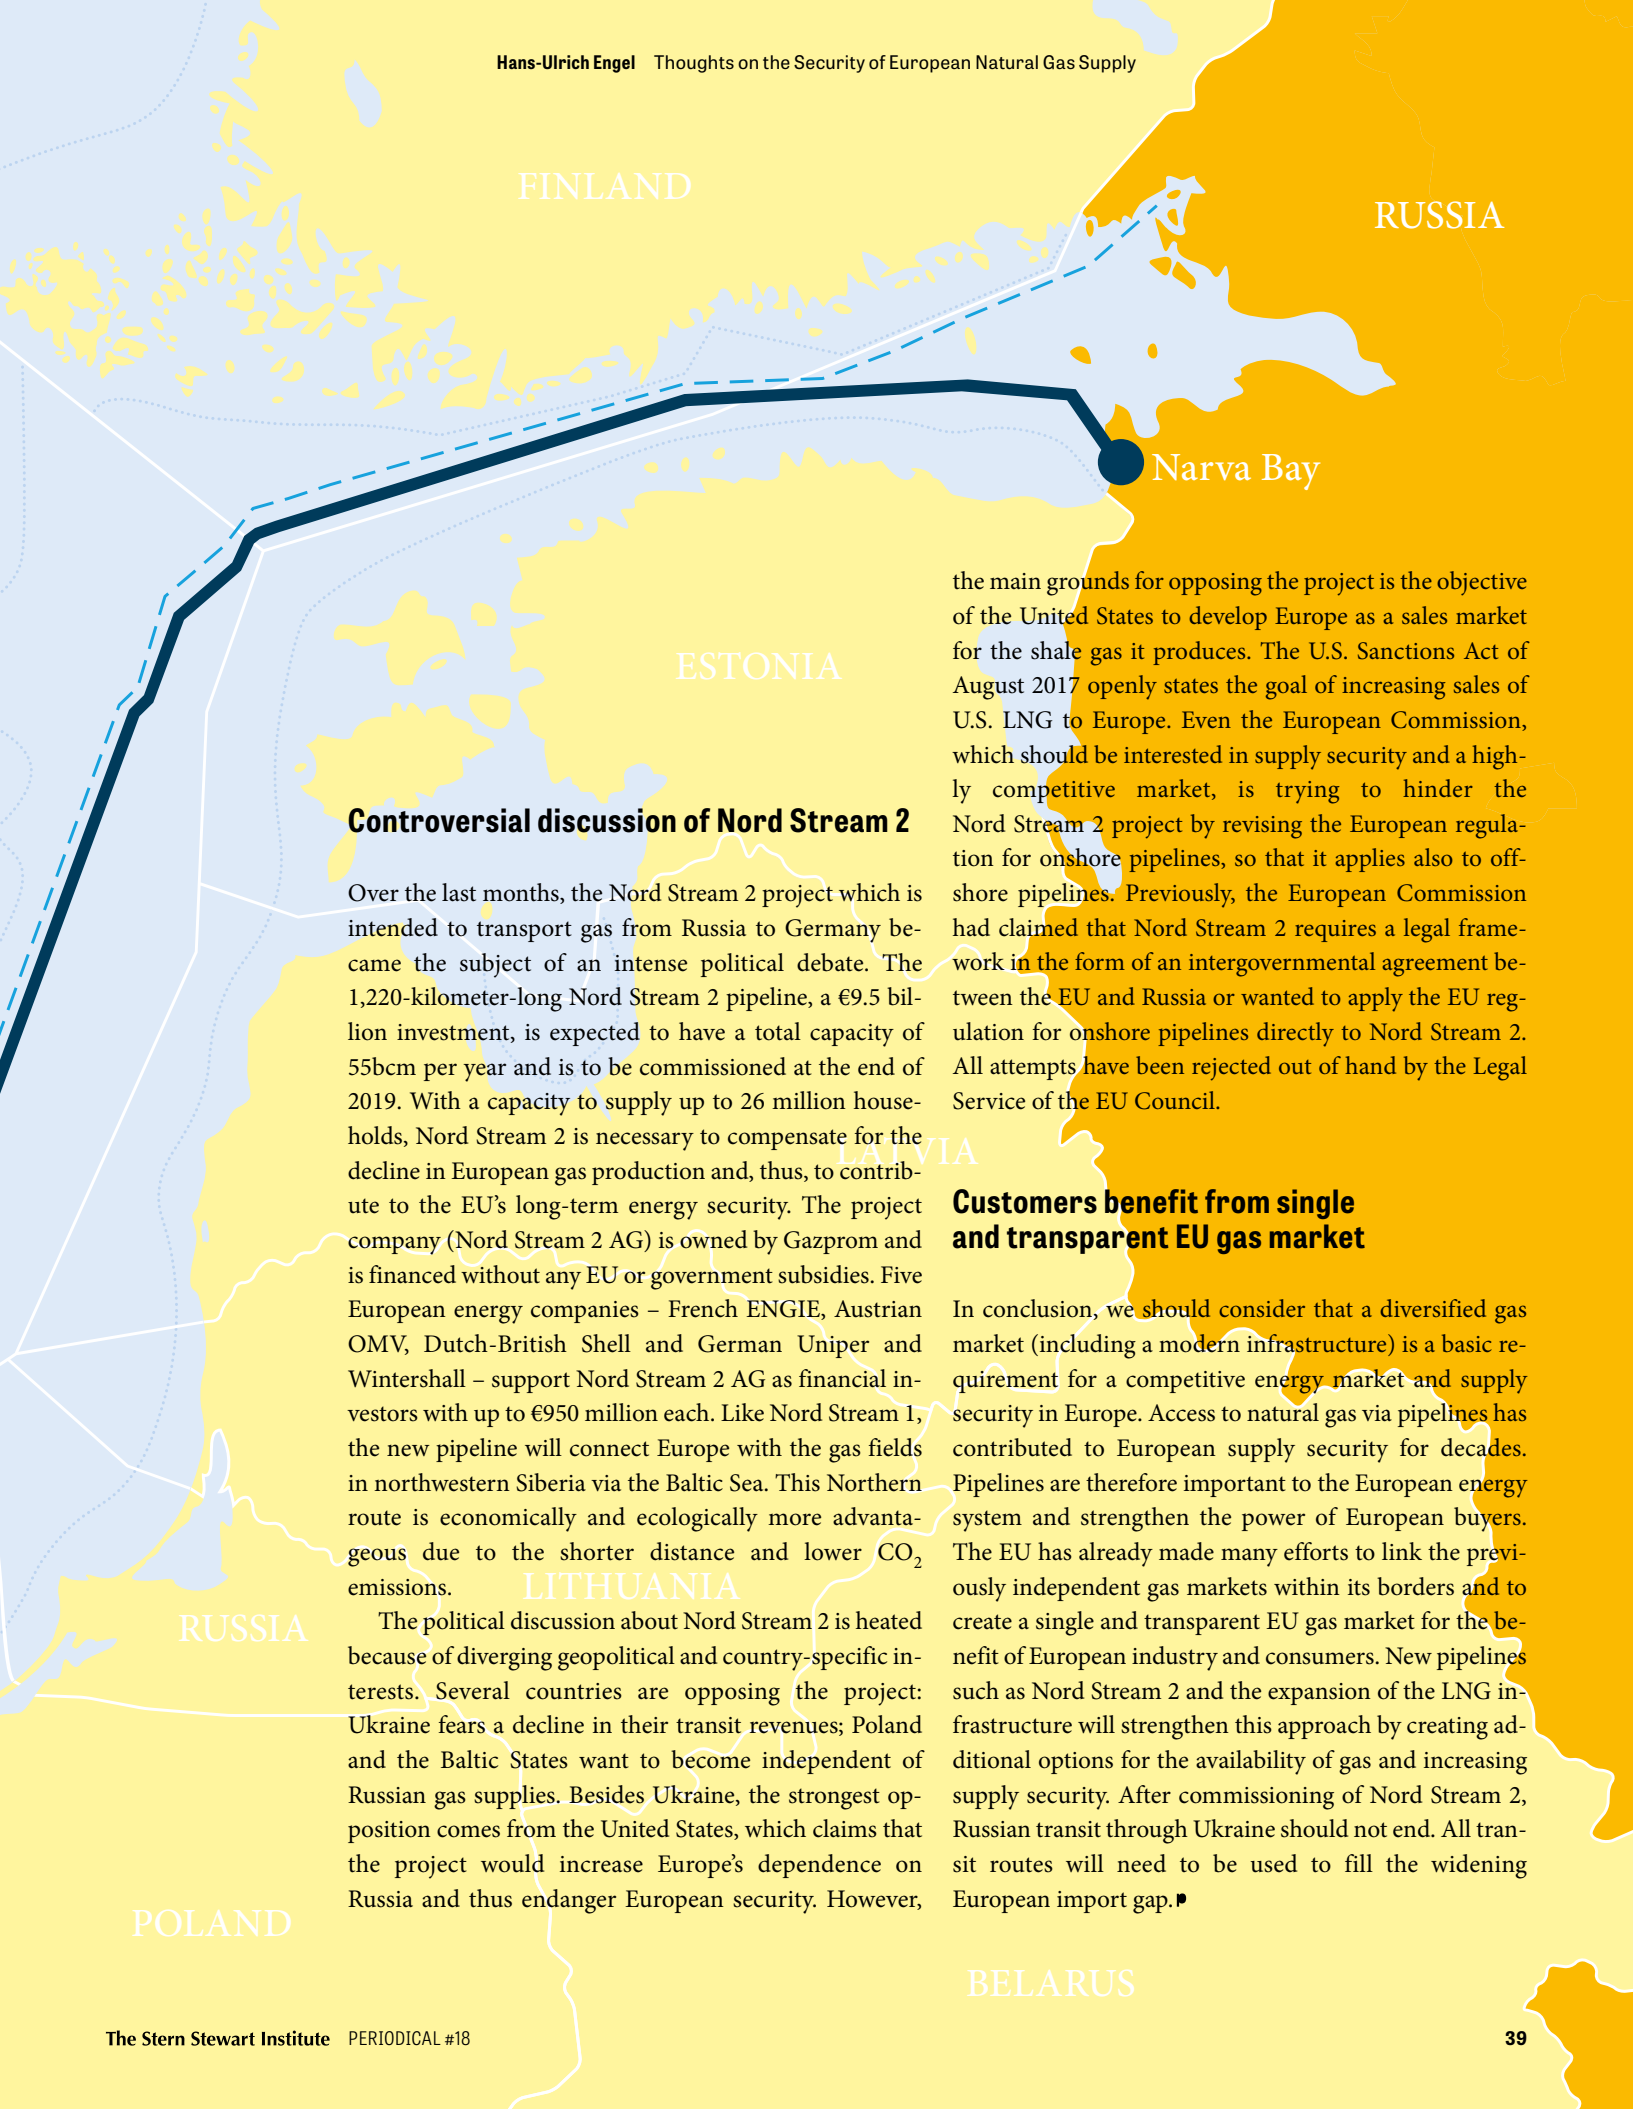 Hans-Ulrich Engel Thoughts on the Security of European Natural Gas Supply
FINLAND
RUSSIA
Narva Bay
ESTONIA
Controversial discussion of Nord Stream 2
Over the last months, the Nord Stream 2 project which is
intended to transport gas from Russia to Germany be-
came the subject of an intense political debate. The
1,220-kilometer-long Nord Stream 2 pipeline, a €9.5 bil-
lion investment, is expected to have a total capacity of
55bcm per year and is to be commissioned at the end of
2019. With a capacity to supply up to 26 million house-
holds, Nord Stream 2 is necessary to compensate for the
decline in European gas production and, thus, to contrib-
ute to the EU’s long-term energy security. The project
company (Nord Stream 2 AG) is owned by Gazprom and
is financed without any EU or government subsidies. Five
European energy companies – French ENGIE, Austrian
OMV, Dutch-British Shell and German Uniper and
Wintershall – support Nord Stream 2 AG as financial in-
vestors with up to €950 million each. Like Nord Stream 1,
the new pipeline will connect Europe with the gas fields
in northwestern Siberia via the Baltic Sea. This Northern
route is economically and ecologically more advanta-
geous due to the shorter distance and lower CO2
emissions.
The political discussion about Nord Stream 2 is heated
because of diverging geopolitical and country-specific in-
terests. Several countries are opposing the project:
Ukraine fears a decline in their transit revenues; Poland
and the Baltic States want to become independent of
Russian gas supplies. Besides Ukraine, the strongest op-
position comes from the United States, which claims that
the project would increase Europe’s dependence on
Russia and thus endanger European security. However,
the main grounds for opposing the project is the objective
of the United States to develop Europe as a sales market
for the shale gas it produces. The U.S. Sanctions Act of
August 2017 openly states the goal of increasing sales of
U.S. LNG to Europe. Even the European Commission,
which should be interested in supply security and a high-
ly competitive market, is trying to hinder the
Nord Stream 2 project by revising the European regula-
tion for onshore pipelines, so that it applies also to off-
shore pipelines. Previously, the European Commission
had claimed that Nord Stream 2 requires a legal frame-
work in the form of an intergovernmental agreement be-
tween the EU and Russia or wanted to apply the EU reg-
ulation for onshore pipelines directly to Nord Stream 2.
All attempts have been rejected out of hand by the Legal
Service of the EU Council.
Customers benefit from single
and transparent EU gas market
In conclusion, we should consider that a diversified gas
market (including a modern infrastructure) is a basic re-
quirement for a competitive energy market and supply
security in Europe. Access to natural gas via pipelines has
contributed to European supply security for decades.
Pipelines are therefore important to the European energy
system and strengthen the power of European buyers.
The EU has already made many efforts to link the previ-
ously independent gas markets within its borders and to
create a single and transparent EU gas market for the be-
nefit of European industry and consumers. New pipelines
such as Nord Stream 2 and the expansion of the LNG in-
frastructure will strengthen this approach by creating ad-
ditional options for the availability of gas and increasing
supply security. After commissioning of Nord Stream 2,
Russian transit through Ukraine should not end. All tran-
sit routes will need to be used to fill the widening
European import gap.
LATVIA
LITHUANIA
RUSSIA
POLAND
BELARUS
The Stern Stewart Institute PERIODICAL #18
39